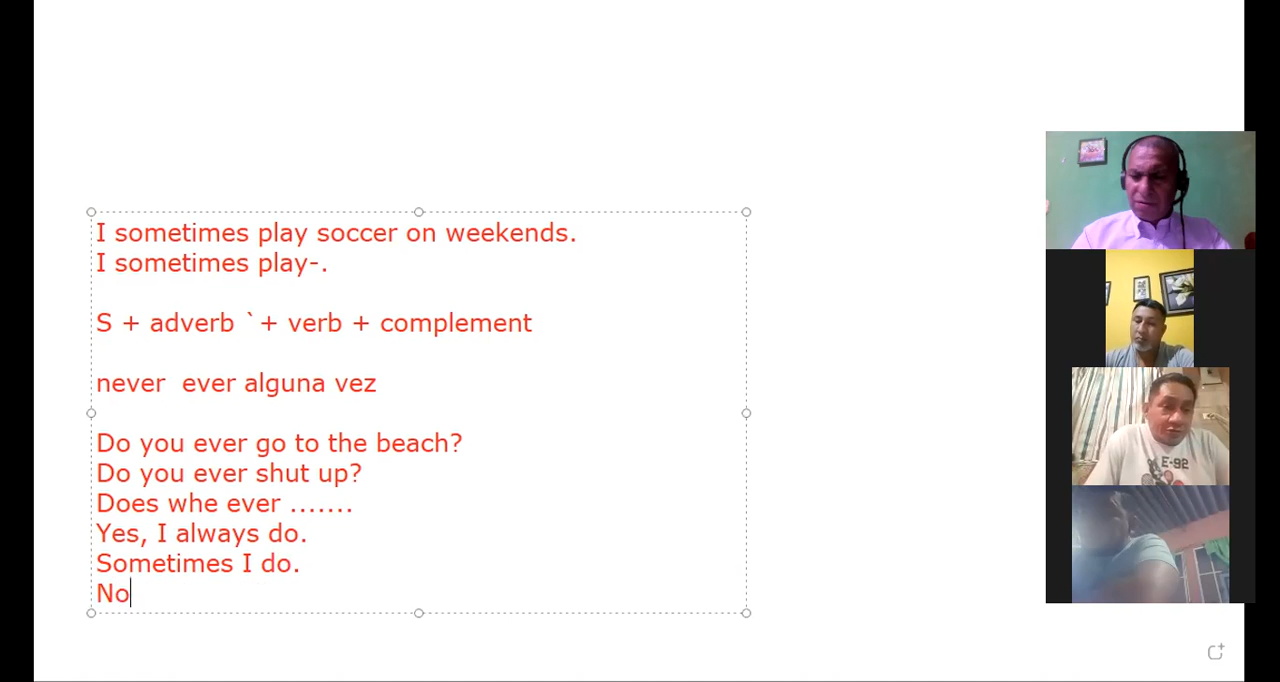 I sometimes play soccer on weekends.
I sometimes play-.
S + adverb `+ verb + complement
never  ever alguna vez
Do you ever go to the beach?
Do you ever shut up?
Does whe ever .......
Yes, I always do.
Sometimes I do.
No
E-92